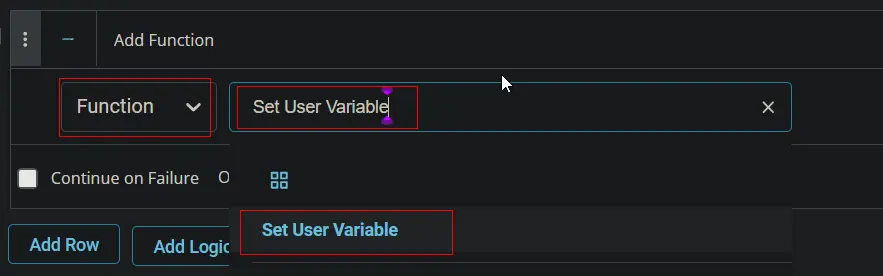 Add Function
Function
Set User Variable
Continue on Failure
O
Set User Variable
Add Row
Add Logic